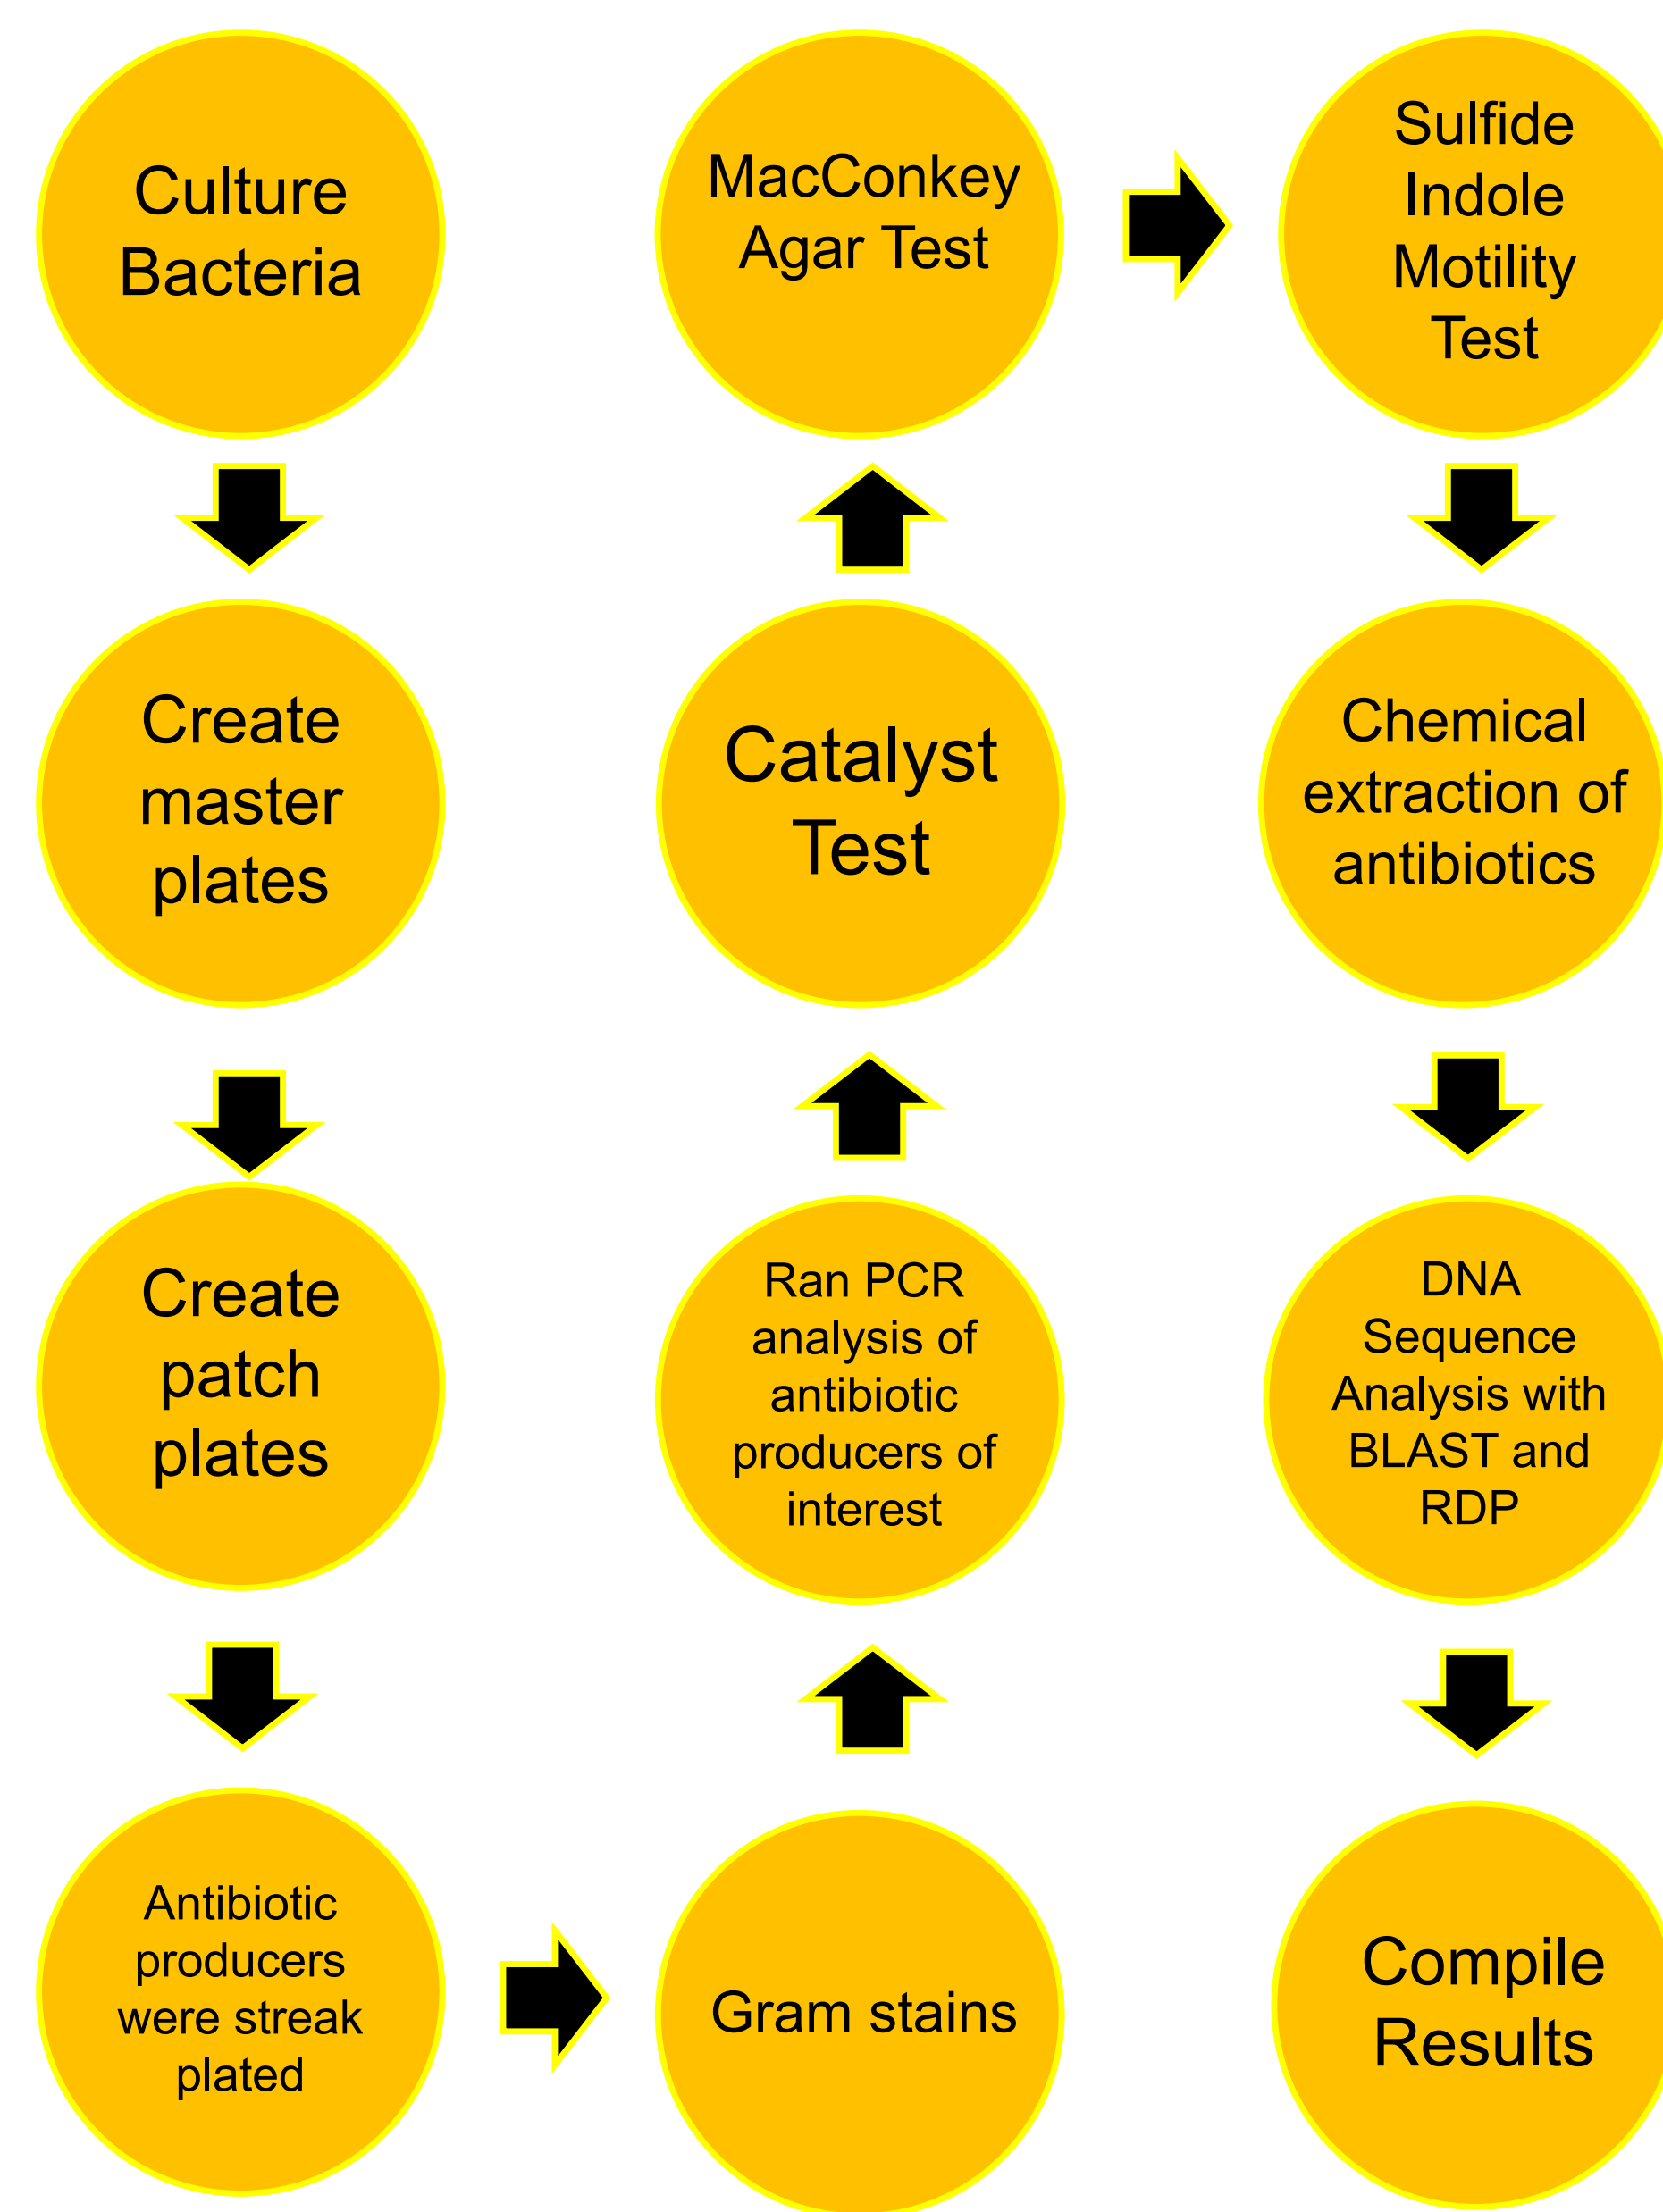 Culture
Bacteria
Create
master
plates
Create
patch
plates
Antibiotic
producers
were streak
plated
Gram stains
Ran PCR
analysis of
antibiotic
producers of
interest
Catalyst
Test
MacConkey
Agar Test
Sulfide
Indole
Motility
Test
Chemical
extraction of
antibiotics
DNA
Sequence
Analysis with
BLAST and
RDP
Compile
Results